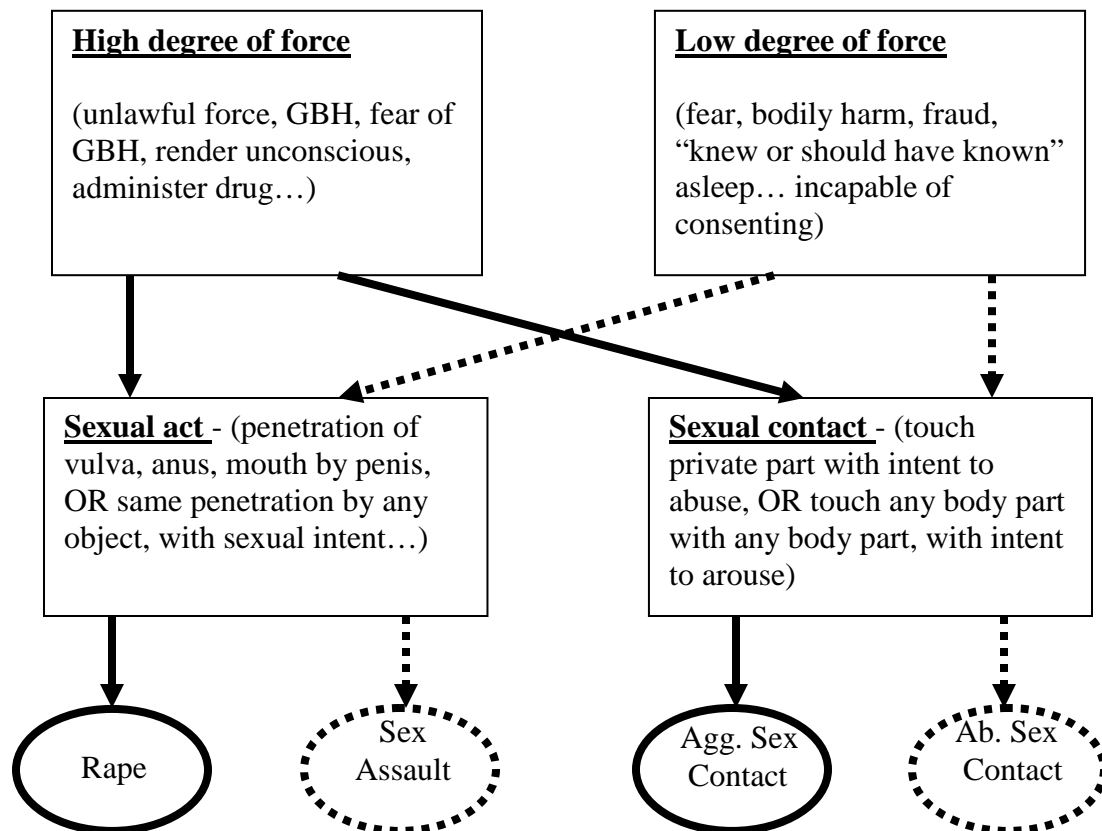 High degree of force
(unlawful force, GBH, fear of
GBH, render unconscious,
administer drug…)
Low degree of force
(fear, bodily harm, fraud,
“knew or should have known”
asleep… incapable of
consenting)
Sexual act - (penetration of
vulva, anus, mouth by penis,
OR same penetration by any
object, with sexual intent…)
Sexual contact - (touch
private part with intent to
abuse, OR touch any body part
with any body part, with intent
to arouse)
Rape
Sex
Assault
Agg. Sex
Contact
Ab. Sex
Contact